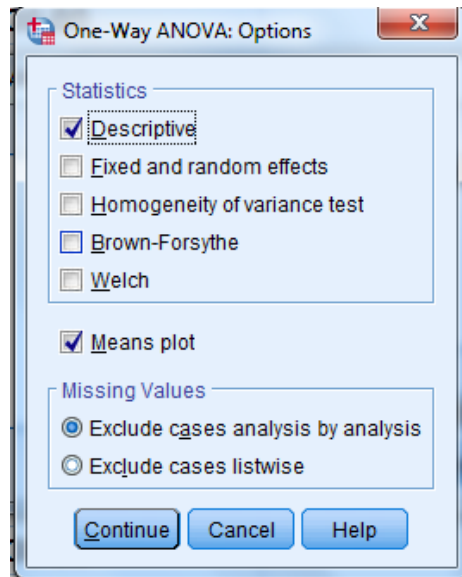 One-Way ANOVA: Options
Statistics
Descriptive
Fixed and random effects
Homogeneity of variance test
Brown-Forsythe
Welch
Means plot
Missing Values
Exclude cases analysis by analysis
Exclude cases listwise
Continue Cancel Help